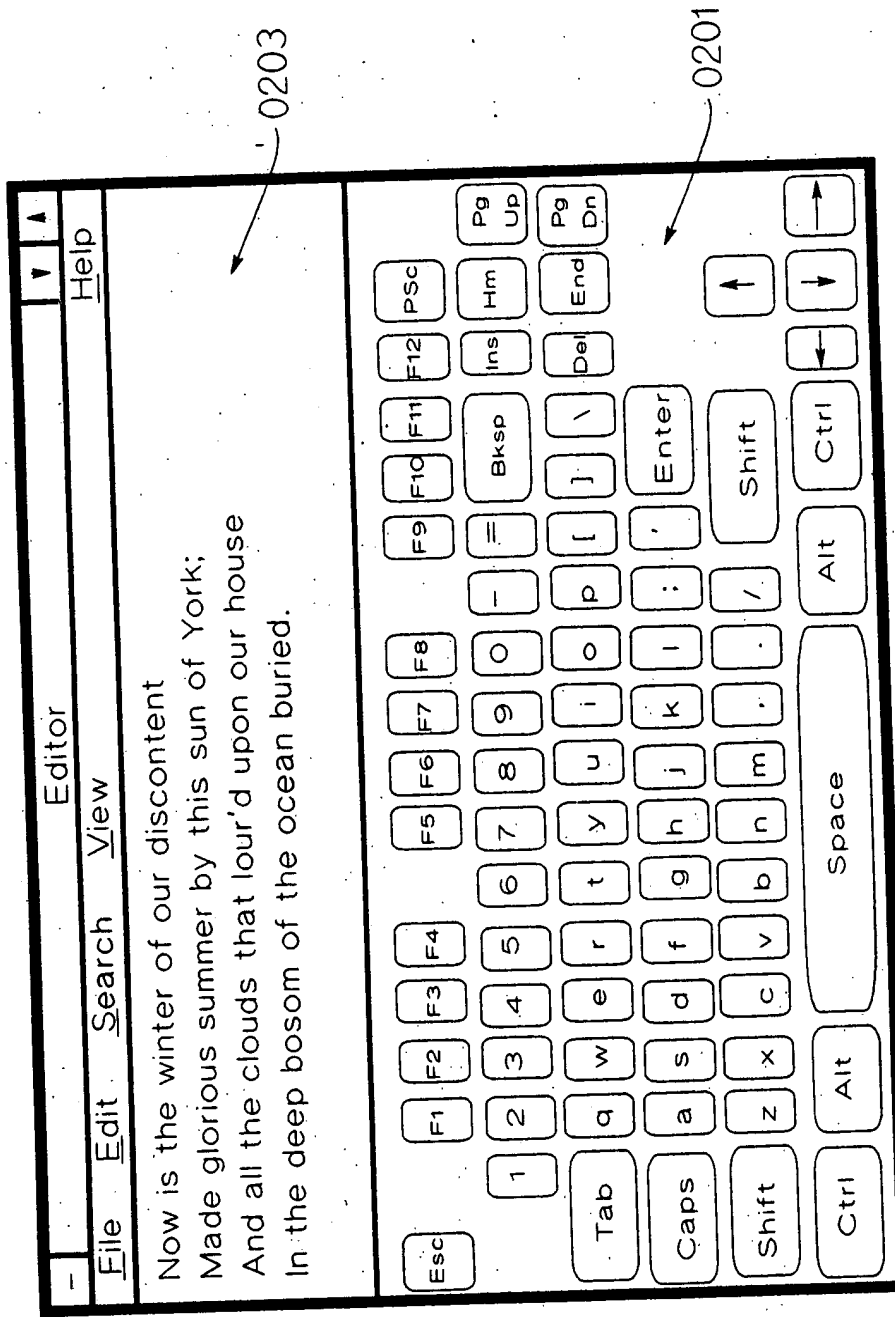 - Editor ▼ ▲
File Edit Search View Help
Now is the winter of our discontent
Made glorious summer by this sun of York;
And all the clouds that lour'd upon our house
In the deep bosom of the ocean buried.
0203
Esc F1 F2 F3 F4 F5 F6 F7 F8 F9 F10 F11 F12 PSc
1 2 3 4 5 6 7 8 9 0 - = Bksp Ins Hm Pg Up
Tab q w e r t y u i o p [ ] \ Del End Pg Dn
Caps a s d f g h j k l : ' Enter
0201
Shift z x c v b n m . . / Shift ↑
Ctrl Alt Space Alt Ctrl ← ↓ →